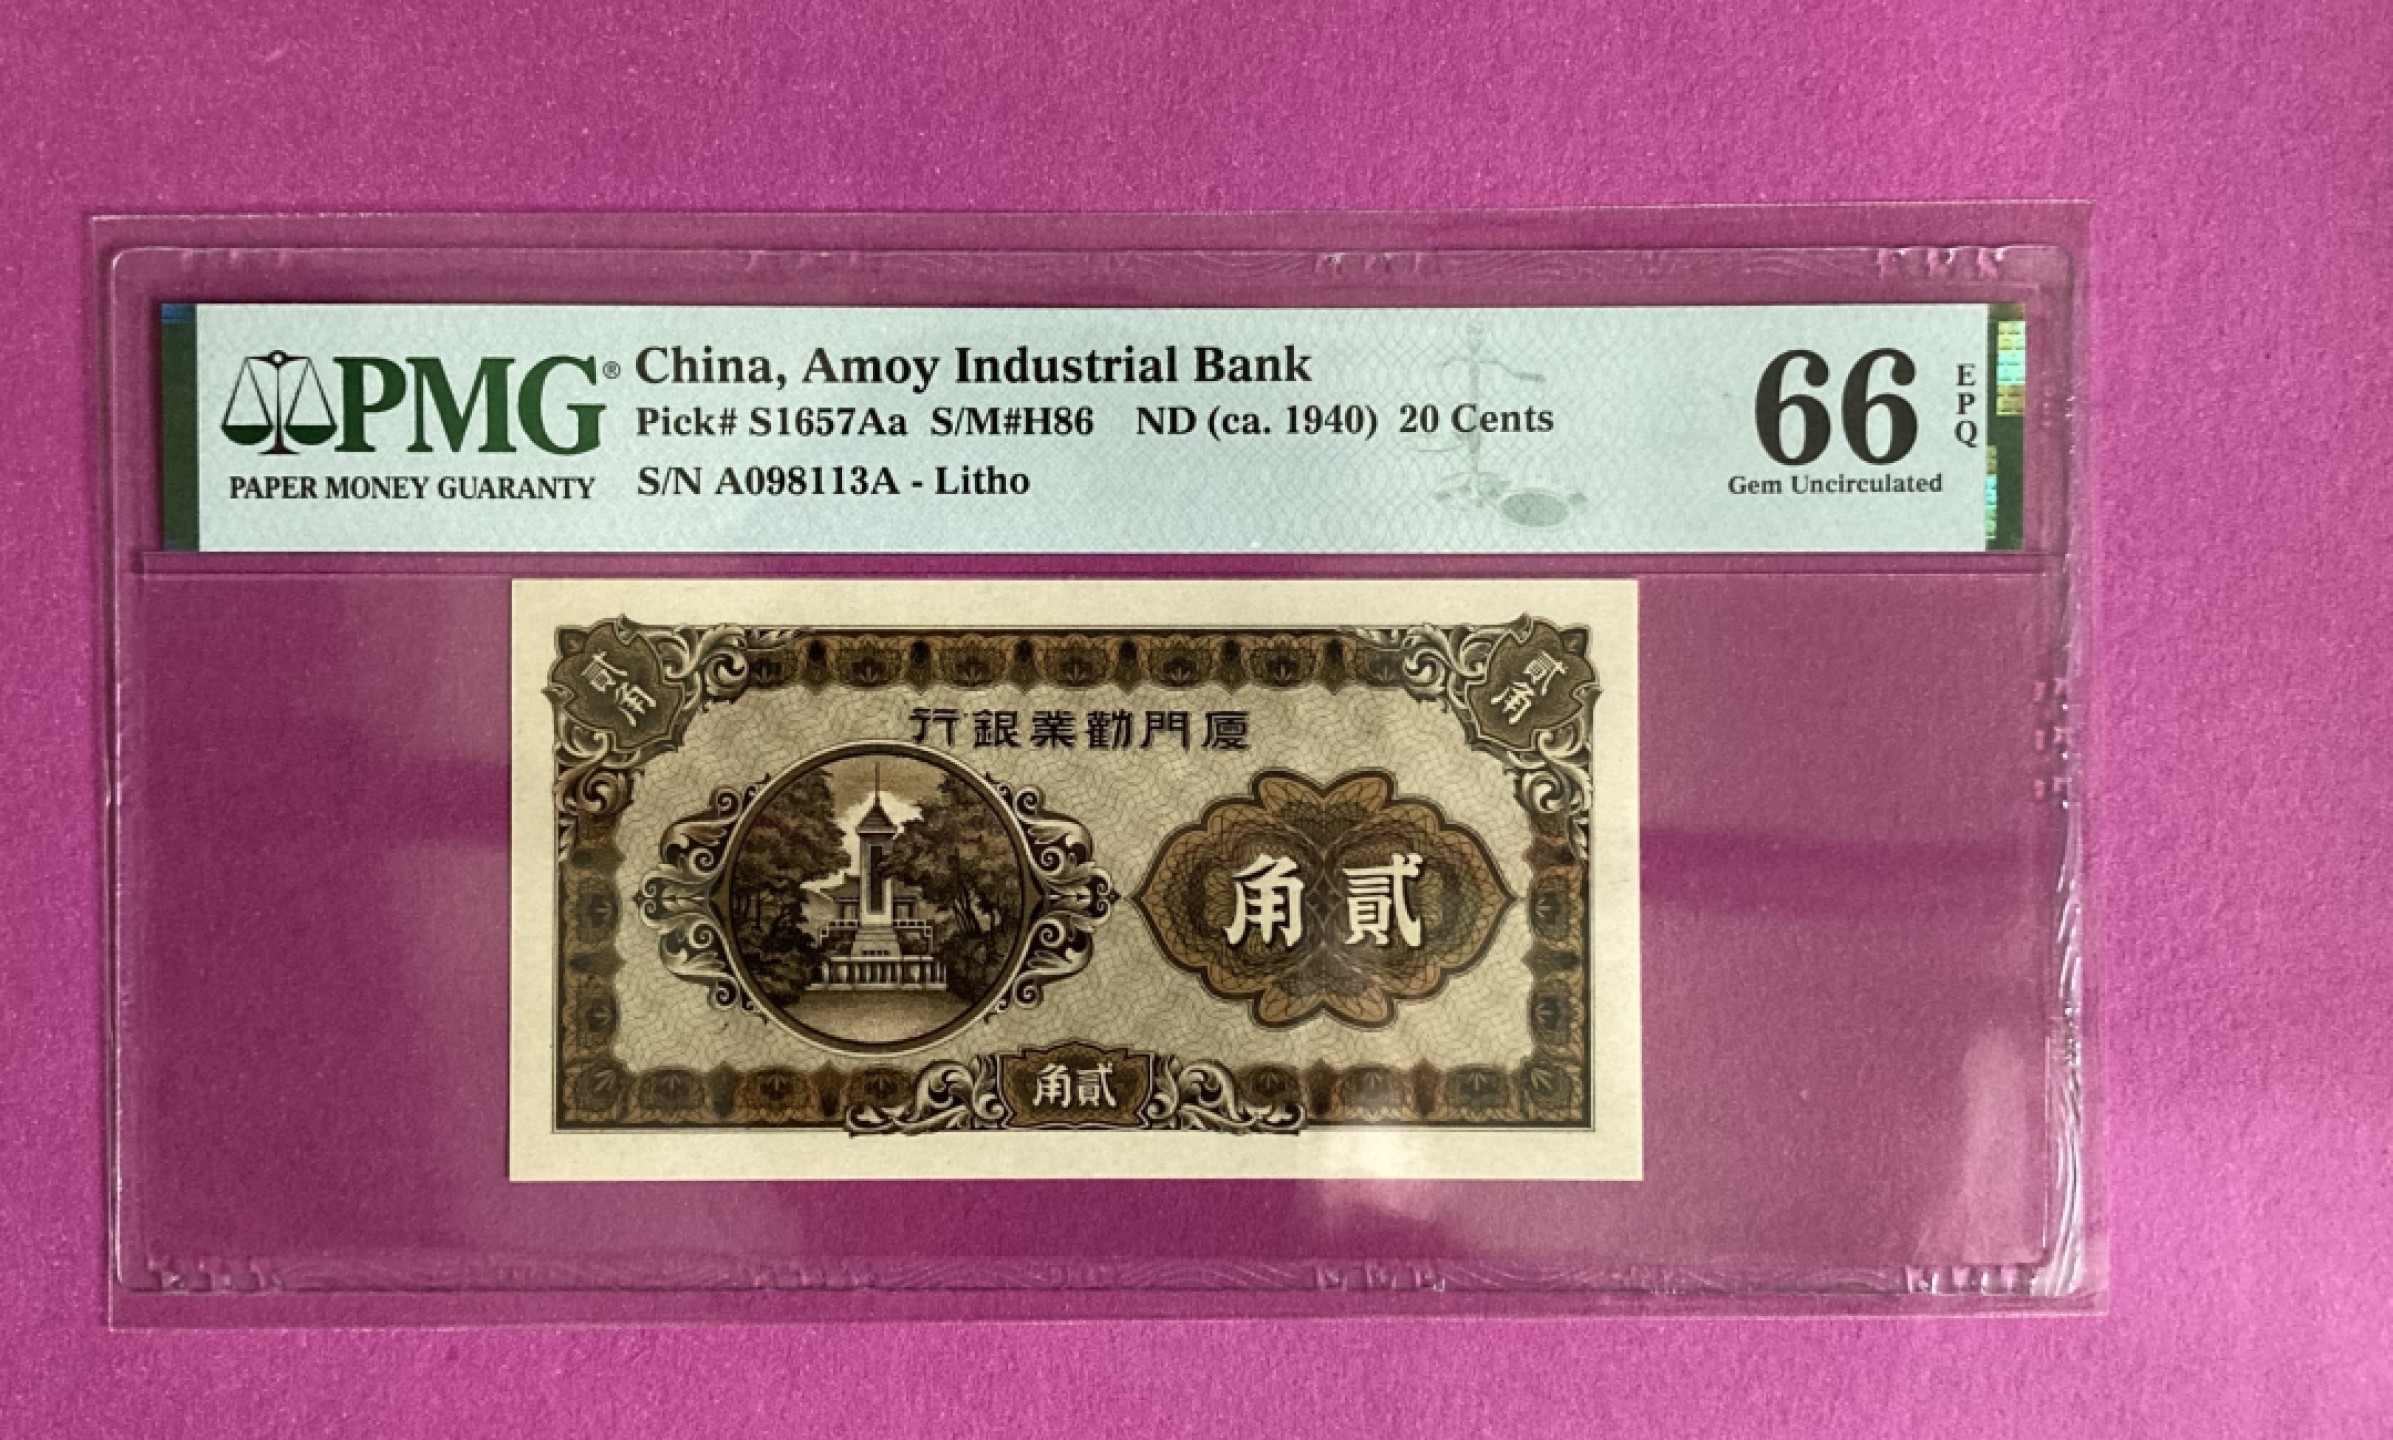 PMG®
PAPER MONEY GUARANTY
China, Amoy Industrial Bank
Pick# S1657Aa S/M#H86 ND (ca. 1940) 20 Cents
S/N A098113A - Litho
66
EPQ
Gem Uncirculated
貳角
貳角
行銀業勸門廈
角貳
角貳